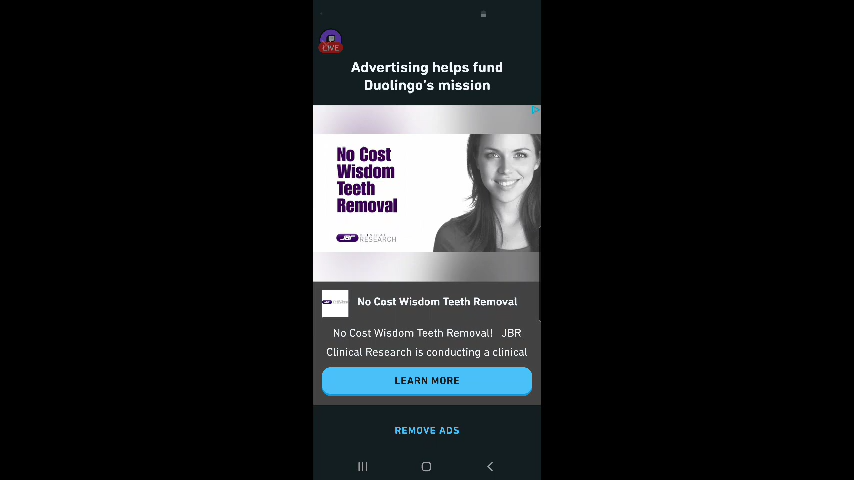 LIVE
Advertising helps fund
Duolingo's mission
No Cost
Wisdom
Teeth
Removal
JBR CLINICAL
RESEARCH
No Cost Wisdom Teeth Removal
No Cost Wisdom Teeth Removal! JBR
Clinical Research is conducting a clinical
LEARN MORE
REMOVE ADS